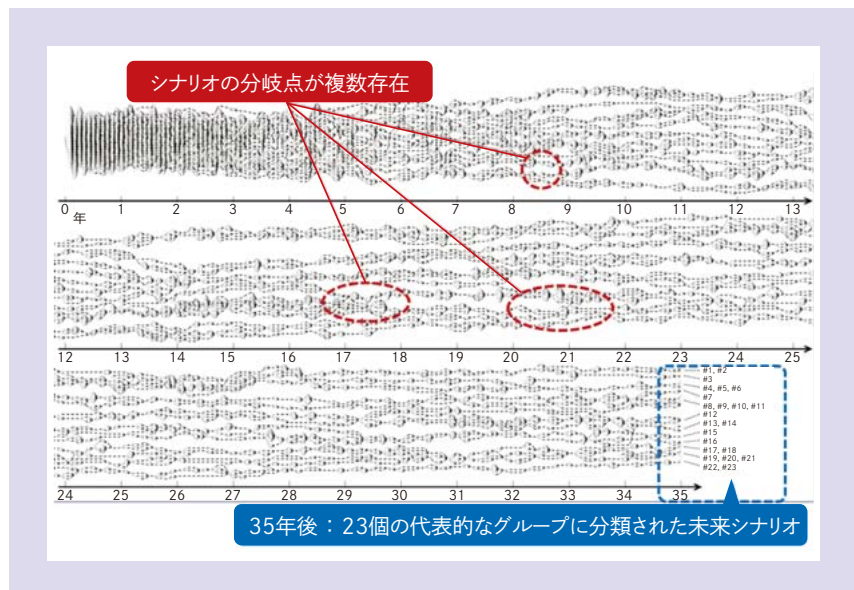 シナリオの分岐点が複数存在
0 1 2 3 4 5 6 7 8 9 10 11 12 13
年
12 13 14 15 16 17 18 19 20 21 22 23 24 25
#1, #2
#3
#4, #5, #6
#7
#8, #9, #10, #11
#12
#13, #14
#15
#16
#17, #18
#19, #20, #21
#22, #23
24 25 26 27 28 29 30 31 32 33 34 35
35年後：23個の代表的なグループに分類された未来シナリオ